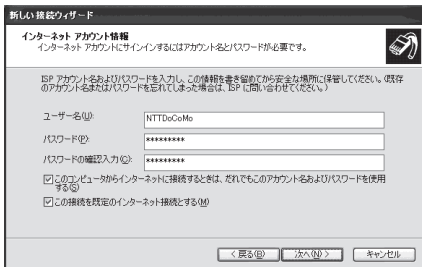 新しい接続ウィザード
インターネット アカウント情報
インターネット アカウントにサインインするにはアカウント名とパスワードが必要です。
ISP アカウント名およびパスワードを入力し、この情報を書き留めてから安全な場所に保管してください。(既存
のアカウント名またはパスワードを忘れてしまった場合は、ISP に問い合わせてください。)
ユーザー名(U):
NTTDoCoMo
パスワード(P):
*********
パスワードの確認入力(C):
*********
このコンピュータからインターネットに接続するときは、だれでもこのアカウント名およびパスワードを使用
する(S)
この接続を既定のインターネット接続とする(M)
< 戻る(B) 次へ(N) > キャンセル